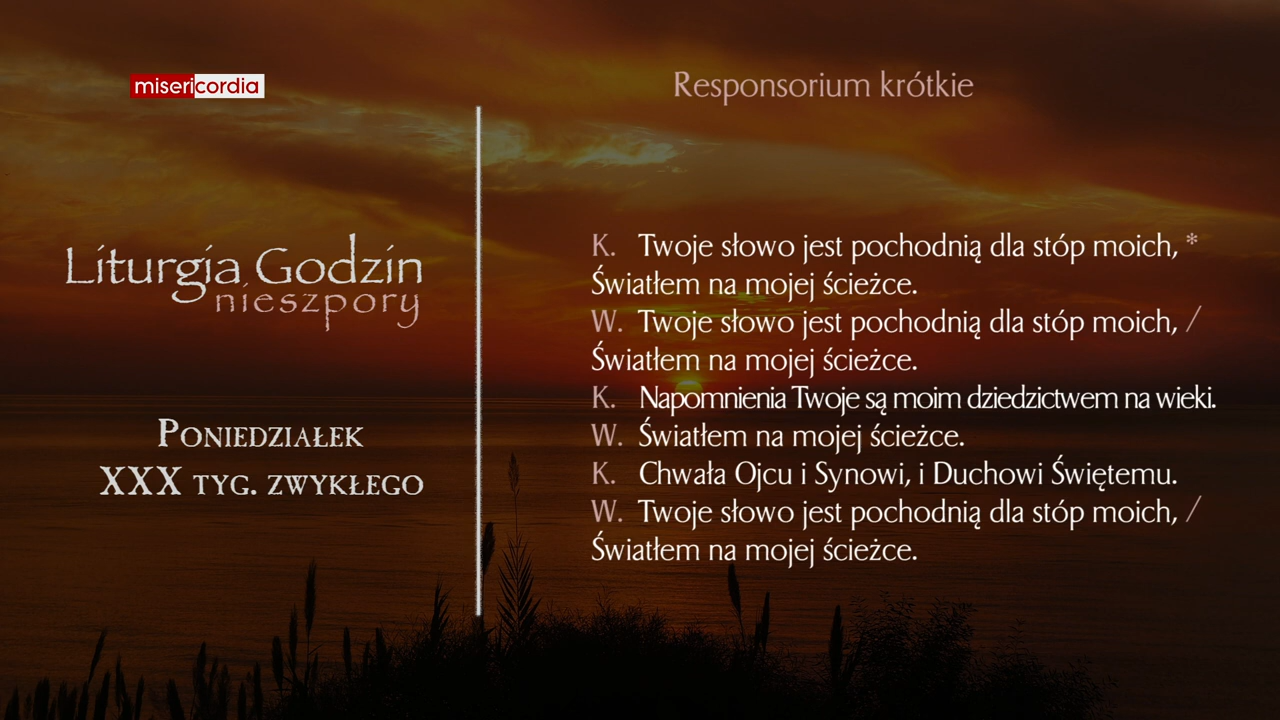 misericordia
Liturgia Godzin
nieszpory
Poniedziałek
XXX tyg. zwykłego
Responsorium krótkie
K. Twoje słowo jest pochodnią dla stóp moich, *
Światłem na mojej ścieżce.
W. Twoje słowo jest pochodnią dla stóp moich, /
Światłem na mojej ścieżce.
K. Napomnienia Twoje są moim dziedzictwem na wieki.
W. Światłem na mojej ścieżce.
K. Chwała Ojcu i Synowi, i Duchowi Świętemu.
W. Twoje słowo jest pochodnią dla stóp moich, /
Światłem na mojej ścieżce.